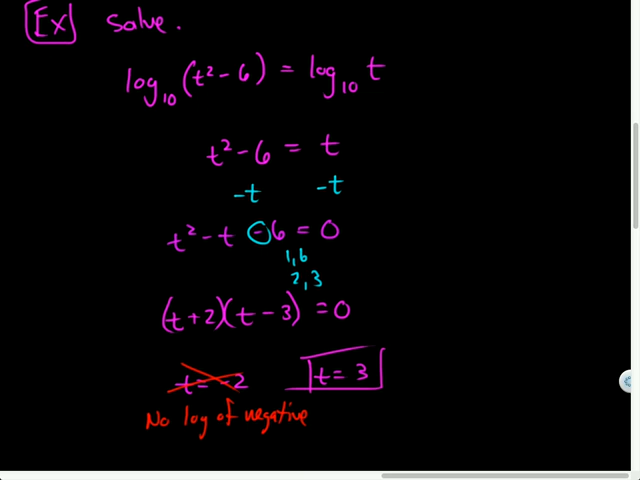 Ex Solve.
log₁₀(t² - 6) = log₁₀ t
t² - 6 = t
-t -t
t² - t - 6 = 0
1,6
2,3
(t + 2)(t - 3) = 0
t = -2 t = 3
No log of negative